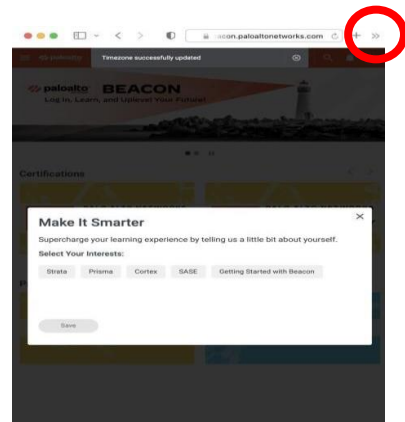 beacon.paloaltonetworks.com
paloalto
Timezone successfully updated
paloalto BEACON
Log In, Learn, and Uplevel Your Future!
Certifications
Make It Smarter
Supercharge your learning experience by telling us a little bit about yourself.
Select Your Interests:
Strata Prisma Cortex SASE Getting Started with Beacon
Save